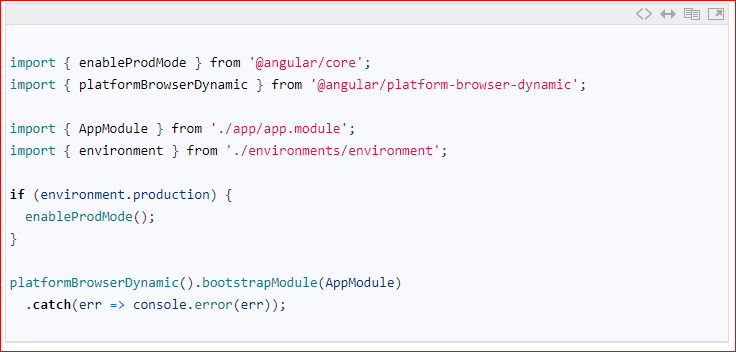 import { enableProdMode } from '@angular/core';
import { platformBrowserDynamic } from '@angular/platform-browser-dynamic';
import { AppModule } from './app/app.module';
import { environment } from './environments/environment';
if (environment.production) {
  enableProdMode();
}
platformBrowserDynamic().bootstrapModule(AppModule)
  .catch(err => console.error(err));